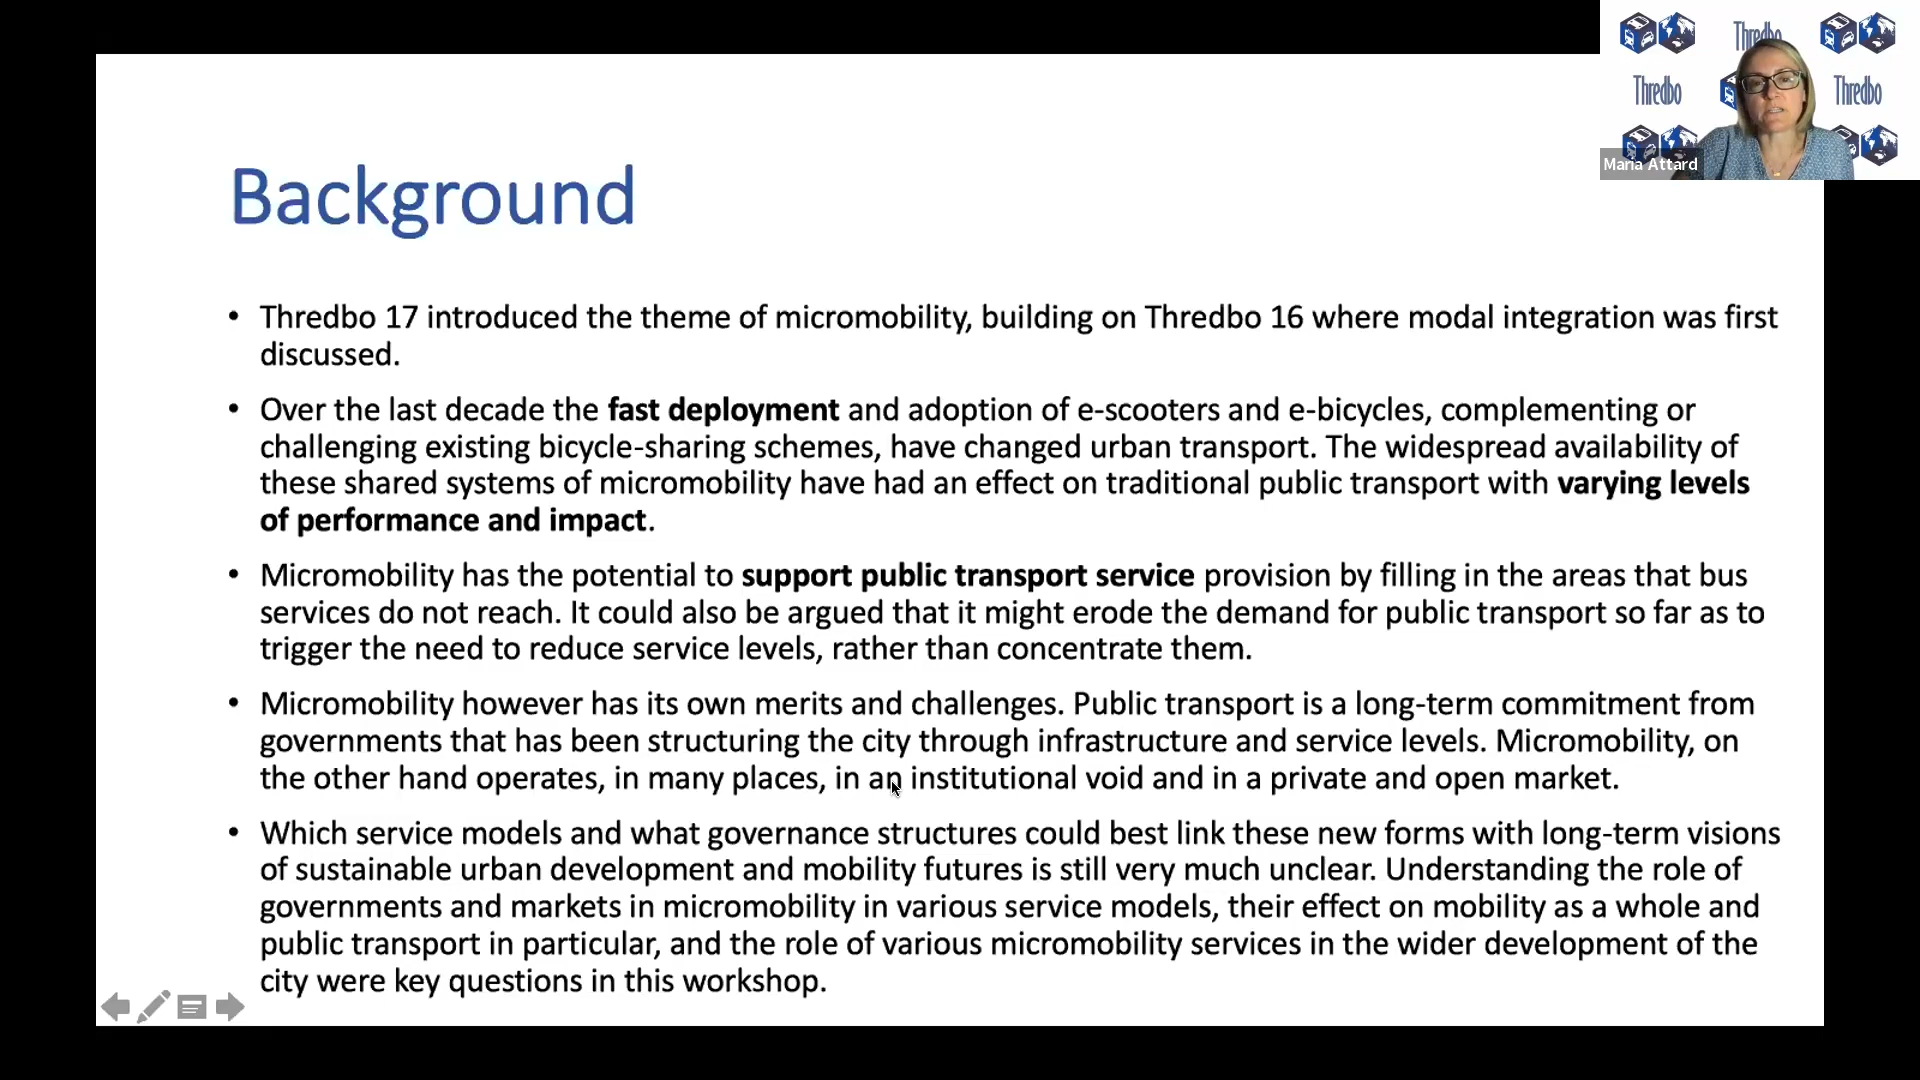 Thredbo
Thredbo
Thredbo
Maria Attard
Background
• Thredbo 17 introduced the theme of micromobility, building on Thredbo 16 where modal integration was first
discussed.
• Over the last decade the fast deployment and adoption of e-scooters and e-bicycles, complementing or
challenging existing bicycle-sharing schemes, have changed urban transport. The widespread availability of
these shared systems of micromobility have had an effect on traditional public transport with varying levels
of performance and impact.
• Micromobility has the potential to support public transport service provision by filling in the areas that bus
services do not reach. It could also be argued that it might erode the demand for public transport so far as to
trigger the need to reduce service levels, rather than concentrate them.
• Micromobility however has its own merits and challenges. Public transport is a long-term commitment from
governments that has been structuring the city through infrastructure and service levels. Micromobility, on
the other hand operates, in many places, in an institutional void and in a private and open market.
• Which service models and what governance structures could best link these new forms with long-term visions
of sustainable urban development and mobility futures is still very much unclear. Understanding the role of
governments and markets in micromobility in various service models, their effect on mobility as a whole and
public transport in particular, and the role of various micromobility services in the wider development of the
city were key questions in this workshop.